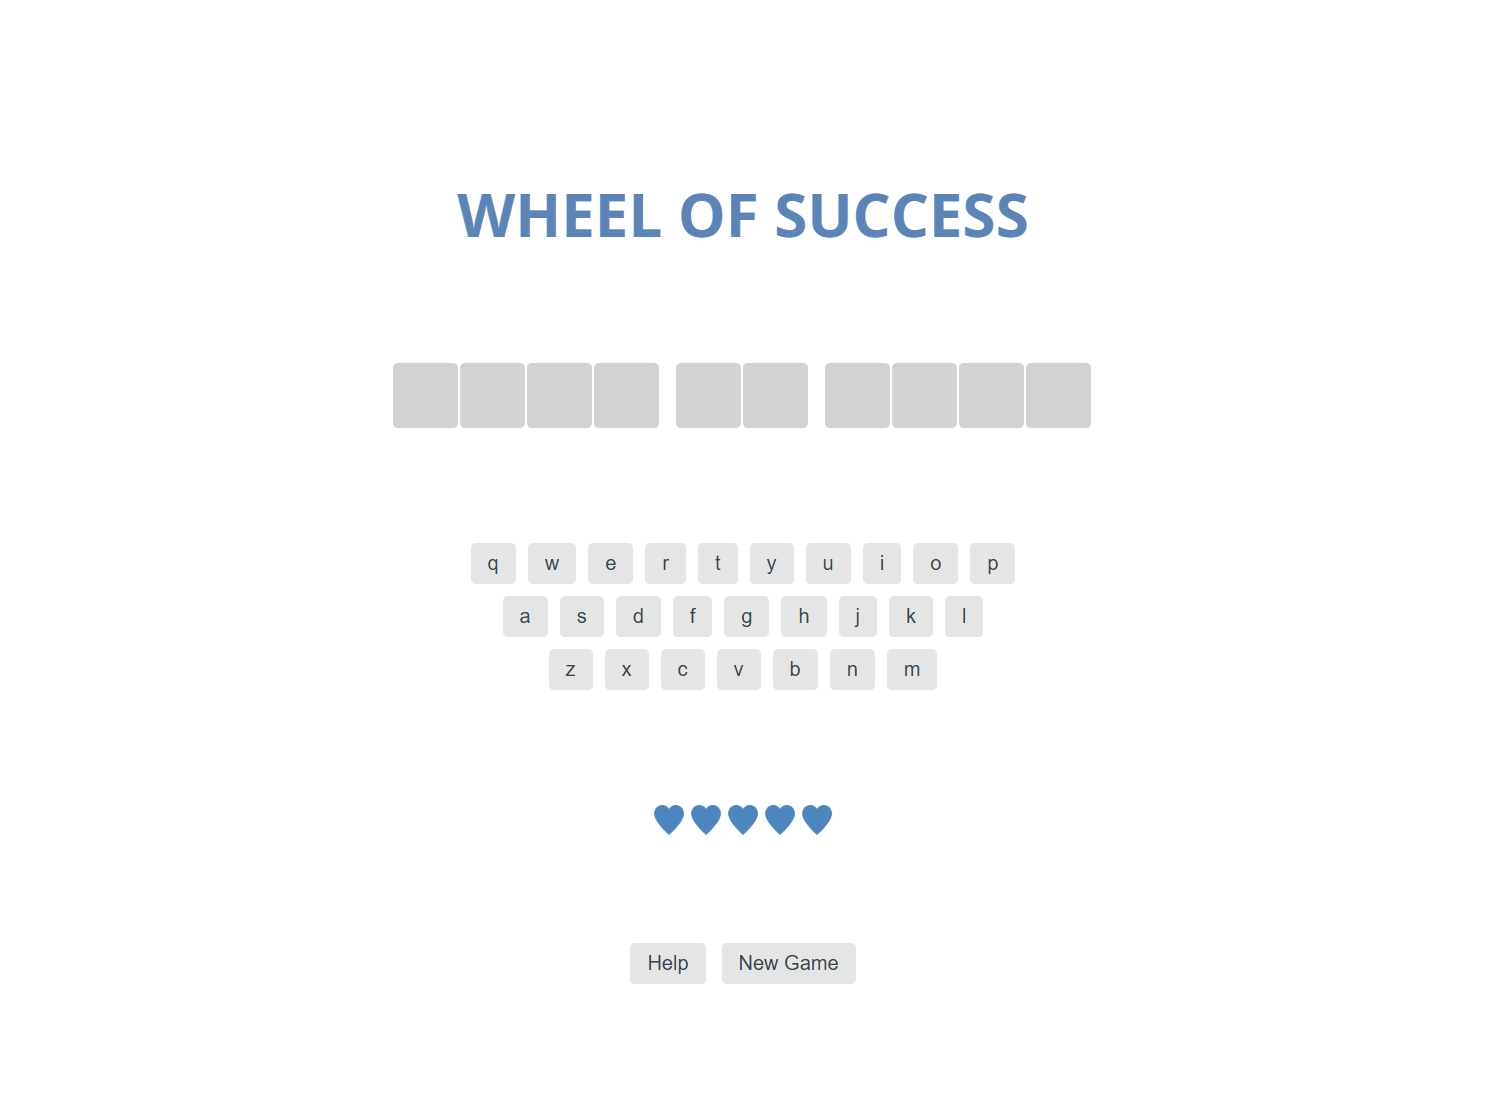 WHEEL OF SUCCESS
q w e r t y u i o p
a s d f g h j k l
z x c v b n m
Help New Game